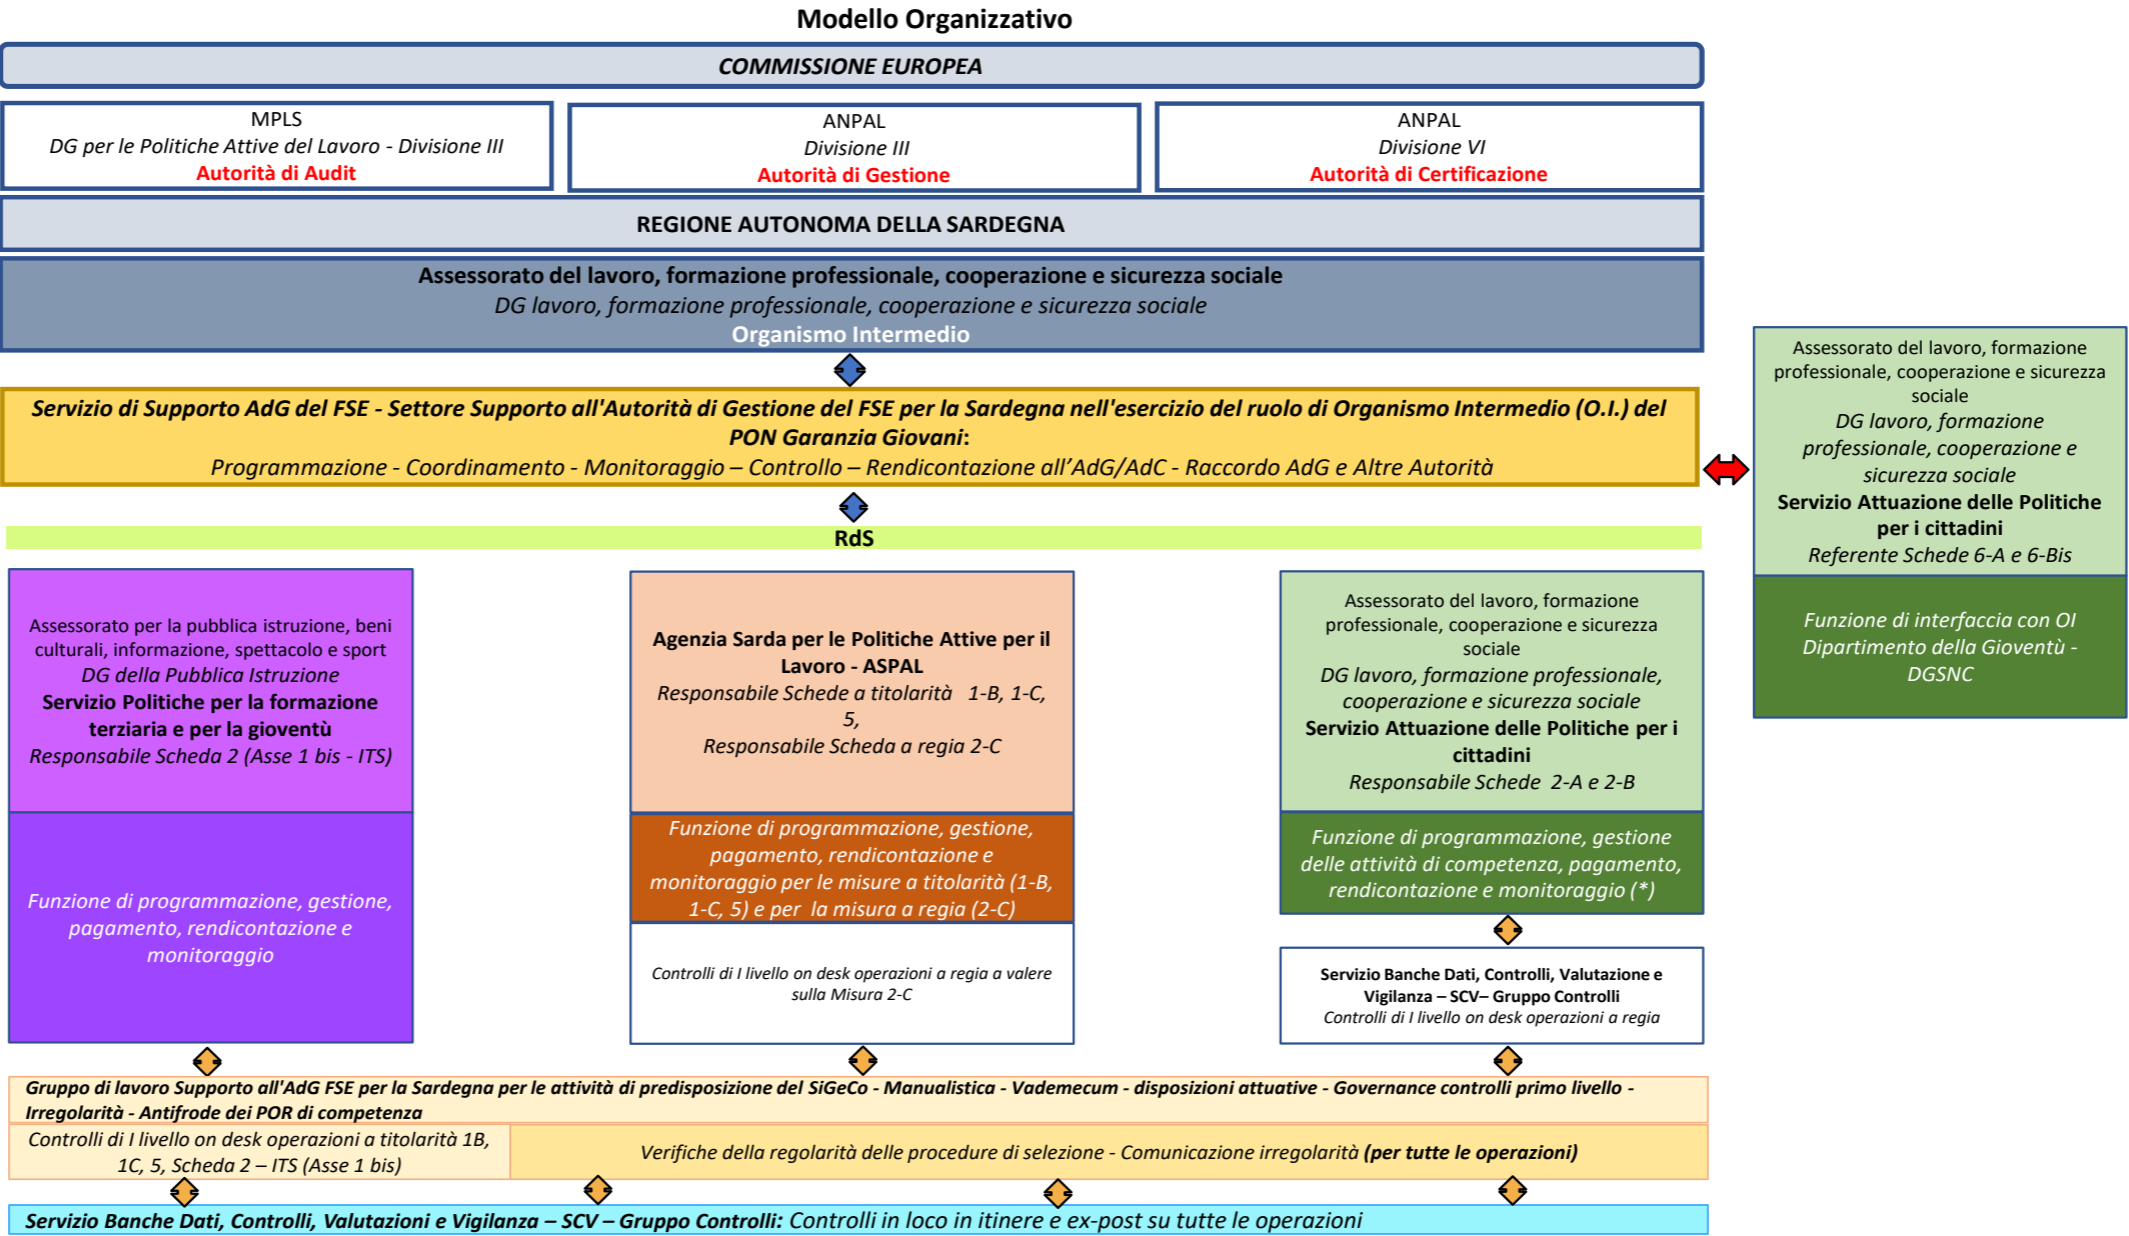 Modello Organizzativo
COMMISSIONE EUROPEA
MPLS
DG per le Politiche Attive del Lavoro - Divisione III
Autorità di Audit
ANPAL
Divisione III
Autorità di Gestione
ANPAL
Divisione VI
Autorità di Certificazione
REGIONE AUTONOMA DELLA SARDEGNA
Assessorato del lavoro, formazione professionale, cooperazione e sicurezza sociale
DG lavoro, formazione professionale, cooperazione e sicurezza sociale
Organismo Intermedio
Servizio di Supporto AdG del FSE - Settore Supporto all'Autorità di Gestione del FSE per la Sardegna nell'esercizio del ruolo di Organismo Intermedio (O.I.) del
PON Garanzia Giovani:
Programmazione - Coordinamento - Monitoraggio – Controllo – Rendicontazione all'AdG/AdC - Raccordo AdG e Altre Autorità
Assessorato del lavoro, formazione
professionale, cooperazione e sicurezza
sociale
DG lavoro, formazione
professionale, cooperazione e
sicurezza sociale
Servizio Attuazione delle Politiche
per i cittadini
Referente Schede 6-A e 6-Bis
Funzione di interfaccia con OI
Dipartimento della Gioventù -
DGSNC
RdS
Assessorato per la pubblica istruzione, beni
culturali, informazione, spettacolo e sport
DG della Pubblica Istruzione
Servizio Politiche per la formazione
terziaria e per la gioventù
Responsabile Scheda 2 (Asse 1 bis - ITS)
Funzione di programmazione, gestione,
pagamento, rendicontazione e
monitoraggio
Agenzia Sarda per le Politiche Attive per il
Lavoro - ASPAL
Responsabile Schede a titolarità 1-B, 1-C,
5,
Responsabile Scheda a regia 2-C
Funzione di programmazione, gestione,
pagamento, rendicontazione e
monitoraggio per le misure a titolarità (1-B,
1-C, 5) e per la misura a regia (2-C)
Controlli di I livello on desk operazioni a regia a valere
sulla Misura 2-C
Assessorato del lavoro, formazione
professionale, cooperazione e sicurezza
sociale
DG lavoro, formazione professionale,
cooperazione e sicurezza sociale
Servizio Attuazione delle Politiche per i
cittadini
Responsabile Schede 2-A e 2-B
Funzione di programmazione, gestione
delle attività di competenza, pagamento,
rendicontazione e monitoraggio (*)
Servizio Banche Dati, Controlli, Valutazione e
Vigilanza – SCV– Gruppo Controlli
Controlli di I livello on desk operazioni a regia
Gruppo di lavoro Supporto all'AdG FSE per la Sardegna per le attività di predisposizione del SiGeCo - Manualistica - Vademecum - disposizioni attuative - Governance controlli primo livello -
Irregolarità - Antifrode dei POR di competenza
Controlli di I livello on desk operazioni a titolarità 1B,
1C, 5, Scheda 2 – ITS (Asse 1 bis)
Verifiche della regolarità delle procedure di selezione - Comunicazione irregolarità (per tutte le operazioni)
Servizio Banche Dati, Controlli, Valutazioni e Vigilanza – SCV – Gruppo Controlli: Controlli in loco in itinere e ex-post su tutte le operazioni